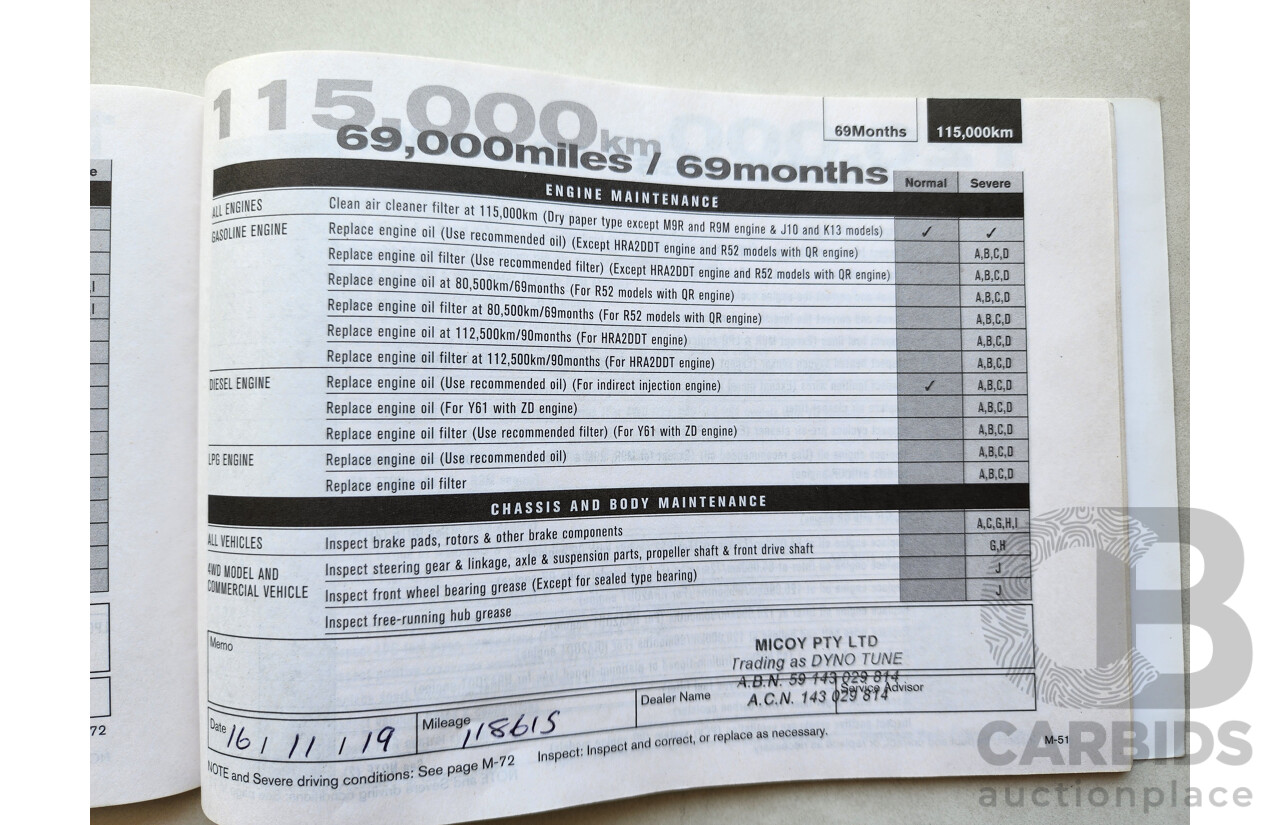 115,000km
69,000miles / 69months
69Months 115,000km
Normal Severe
ENGINE MAINTENANCE
ALL ENGINES Clean air cleaner filter at 115,000km (Dry paper type except M9R and R9M engine & J10 and K13 models) ✓ ✓
GASOLINE ENGINE Replace engine oil (Use recommended oil) (Except HRA2DDT engine and R52 models with QR engine) A,B,C,D
Replace engine oil filter (Use recommended filter) (Except HRA2DDT engine and R52 models with QR engine) A,B,C,D
Replace engine oil at 80,500km/69months (For R52 models with QR engine) A,B,C,D
Replace engine oil filter at 80,500km/69months (For R52 models with QR engine) A,B,C,D
Replace engine oil at 112,500km/90months (For HRA2DDT engine) A,B,C,D
Replace engine oil filter at 112,500km/90months (For HRA2DDT engine) A,B,C,D
DIESEL ENGINE Replace engine oil (Use recommended oil) (For indirect injection engine) ✓ A,B,C,D
Replace engine oil (For Y61 with ZD engine) A,B,C,D
Replace engine oil filter (Use recommended filter) (For Y61 with ZD engine) A,B,C,D
LPG ENGINE Replace engine oil (Use recommended oil) A,B,C,D
Replace engine oil filter A,B,C,D
CHASSIS AND BODY MAINTENANCE
ALL VEHICLES Inspect brake pads, rotors & other brake components A,C,G,H,I
Inspect steering gear & linkage, axle & suspension parts, propeller shaft & front drive shaft G,H
4WD MODEL AND COMMERCIAL VEHICLE Inspect front wheel bearing grease (Except for sealed type bearing) J
Inspect free-running hub grease J
Memo
MICOY PTY LTD
Trading as DYNO TUNE
A.B.N. 59 143 029 814
A.C.N. 143 029 814
Date 16 / 11 / 19 Mileage 118615 Dealer Name Service Advisor
NOTE and Severe driving conditions: See page M-72 Inspect: Inspect and correct, or replace as necessary.
M-51
72
CARBIDS
auctionplace